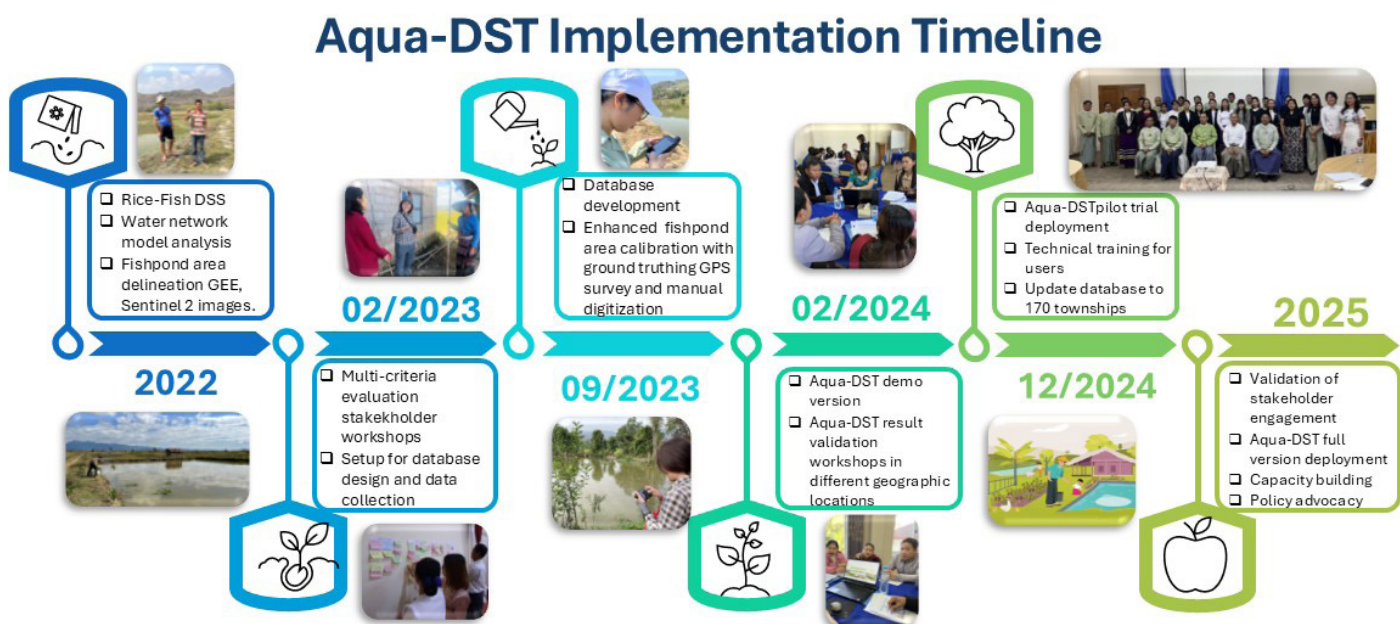 Aqua-DST Implementation Timeline
Rice-Fish DSS
Water network
model analysis
Fishpond area
delineation GEE,
Sentinel 2 images.
2022
02/2023
Multi-criteria
evaluation
stakekholder
workshops
Setup for database
design and data
collection
Database
development
Enhanced fishpond
area calibration with
ground truthing GPS
survey and manual
digitization
09/2023
02/2024
Aqua-DST demo
version
Aqua-DST result
validation
workshops in
different geographic
locations
Aqua-DSTpilot trial
deployment
Technical training for
users
Update database to
170 townships
12/2024
2025
Validation of
stakeholder
engagement
Aqua-DST full
version deployment
Capacity building
Policy advocacy